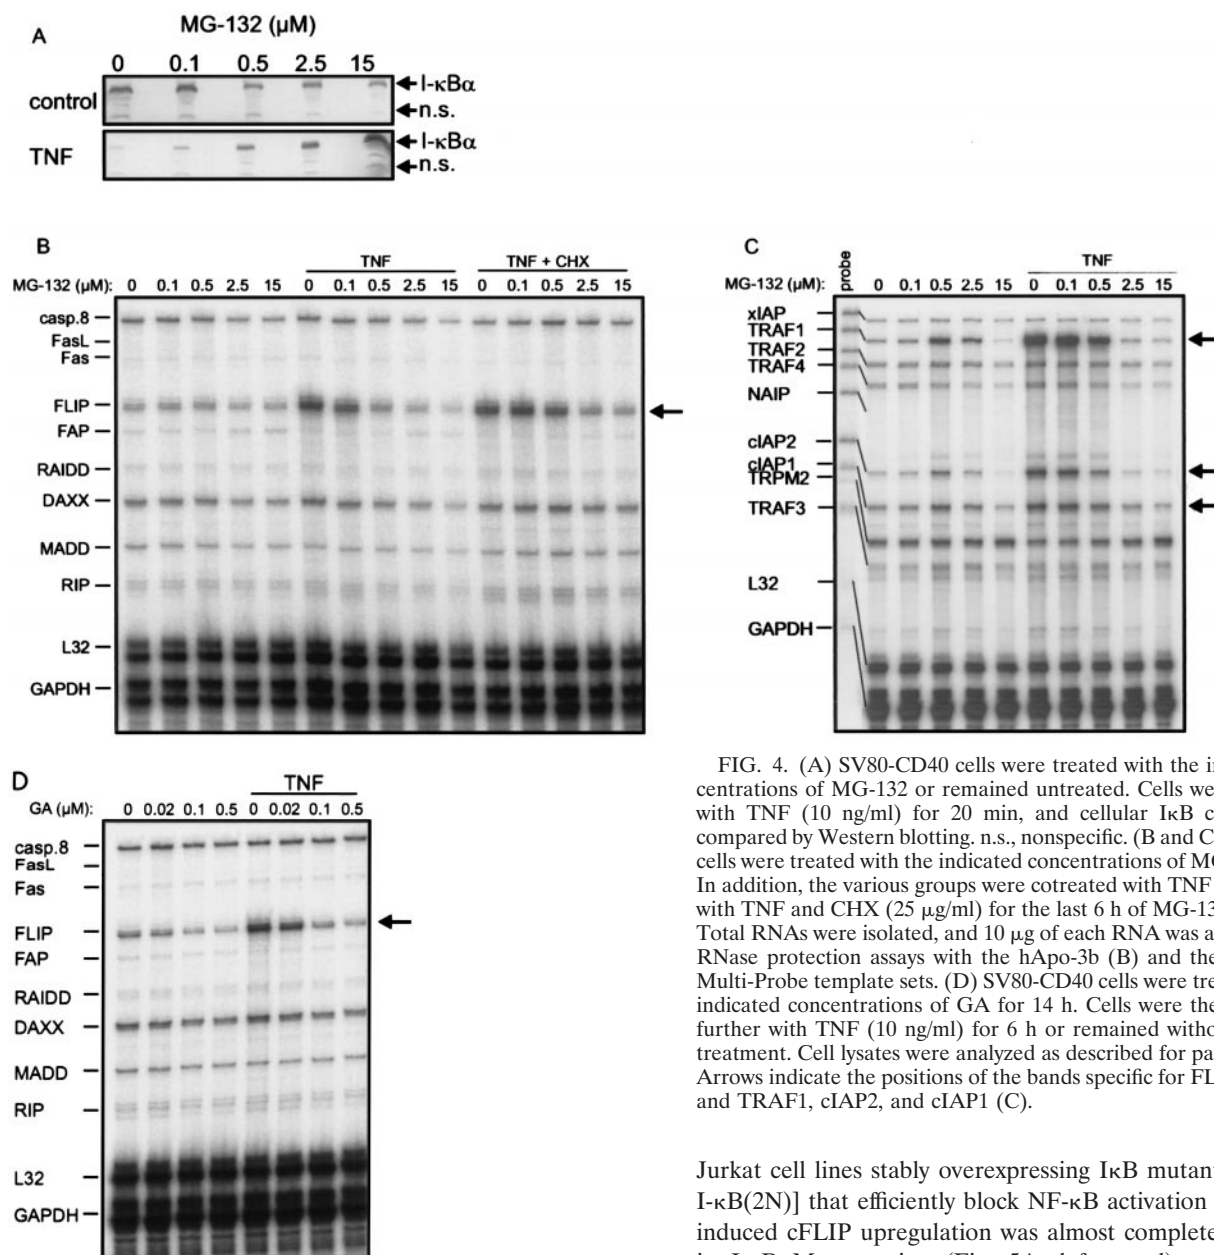 A
MG-132 (μM)
0 0.1 0.5 2.5 15
control
I-κBα
n.s.
TNF
I-κBα
n.s.
B
TNF
TNF + CHX
MG-132 (μM): 0 0.1 0.5 2.5 15 0 0.1 0.5 2.5 15 0 0.1 0.5 2.5 15
casp.8
FasL
Fas
FLIP
FAP
RAIDD
DAXX
MADD
RIP
L32
GAPDH
C
probe
TNF
MG-132 (μM): 0 0.1 0.5 2.5 15 0 0.1 0.5 2.5 15
xIAP
TRAF1
TRAF2
TRAF4
NAIP
cIAP2
cIAP1
TRPM2
TRAF3
L32
GAPDH
D
TNF
GA (μM): 0 0.02 0.1 0.5 0 0.02 0.1 0.5
casp.8
FasL
Fas
FLIP
FAP
RAIDD
DAXX
MADD
RIP
L32
GAPDH
FIG. 4. (A) SV80-CD40 cells were treated with the i
centrations of MG-132 or remained untreated. Cells we
with TNF (10 ng/ml) for 20 min, and cellular IκB c
compared by Western blotting. n.s., nonspecific. (B and C
cells were treated with the indicated concentrations of MG
In addition, the various groups were cotreated with TNF
with TNF and CHX (25 μg/ml) for the last 6 h of MG-13
Total RNAs were isolated, and 10 μg of each RNA was a
RNase protection assays with the hApo-3b (B) and the
Multi-Probe template sets. (D) SV80-CD40 cells were tre
indicated concentrations of GA for 14 h. Cells were the
further with TNF (10 ng/ml) for 6 h or remained witho
treatment. Cell lysates were analyzed as described for pa
Arrows indicate the positions of the bands specific for FL
and TRAF1, cIAP2, and cIAP1 (C).
Jurkat cell lines stably overexpressing IκB mutant
I-κB(2N)] that efficiently block NF-κB activation
induced cFLIP upregulation was almost complete